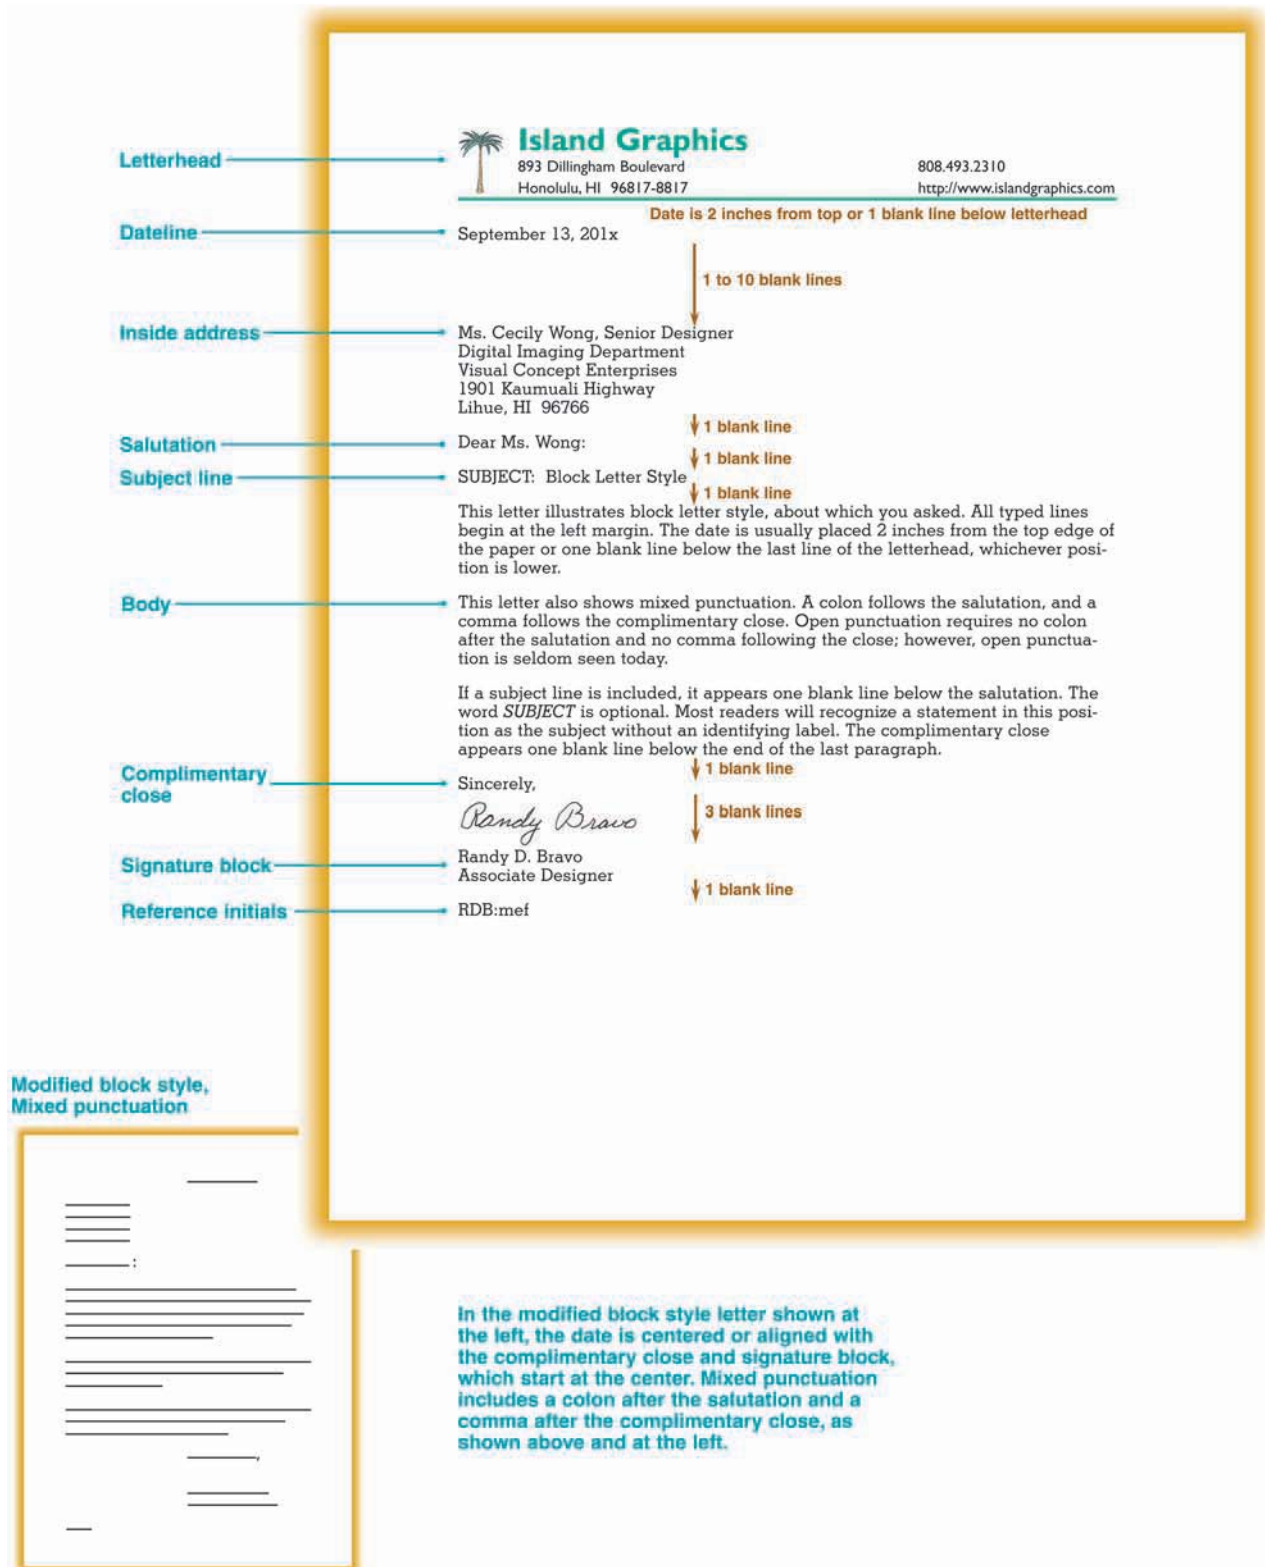 Island Graphics
893 Dillingham Boulevard 808.493.2310
Honolulu, HI 96817-8817 http://www.islandgraphics.com
Letterhead
Date is 2 inches from top or 1 blank line below letterhead
Dateline
September 13, 201x
1 to 10 blank lines
Inside address
Ms. Cecily Wong, Senior Designer
Digital Imaging Department
Visual Concept Enterprises
1901 Kaumuali Highway
Lihue, HI 96766
1 blank line
Salutation
Dear Ms. Wong:
1 blank line
Subject line
SUBJECT: Block Letter Style
1 blank line
This letter illustrates block letter style, about which you asked. All typed lines
begin at the left margin. The date is usually placed 2 inches from the top edge of
the paper or one blank line below the last line of the letterhead, whichever posi-
tion is lower.
Body
This letter also shows mixed punctuation. A colon follows the salutation, and a
comma follows the complimentary close. Open punctuation requires no colon
after the salutation and no comma following the close; however, open punctua-
tion is seldom seen today.
If a subject line is included, it appears one blank line below the salutation. The
word SUBJECT is optional. Most readers will recognize a statement in this posi-
tion as the subject without an identifying label. The complimentary close
appears one blank line below the end of the last paragraph.
1 blank line
Complimentary
close
Sincerely,
Randy Bravo
3 blank lines
Signature block
Randy D. Bravo
Associate Designer
1 blank line
Reference initials
RDB:mef
Modified block style,
Mixed punctuation
:
,
In the modified block style letter shown at
the left, the date is centered or aligned with
the complimentary close and signature block,
which start at the center. Mixed punctuation
includes a colon after the salutation and a
comma after the complimentary close, as
shown above and at the left.